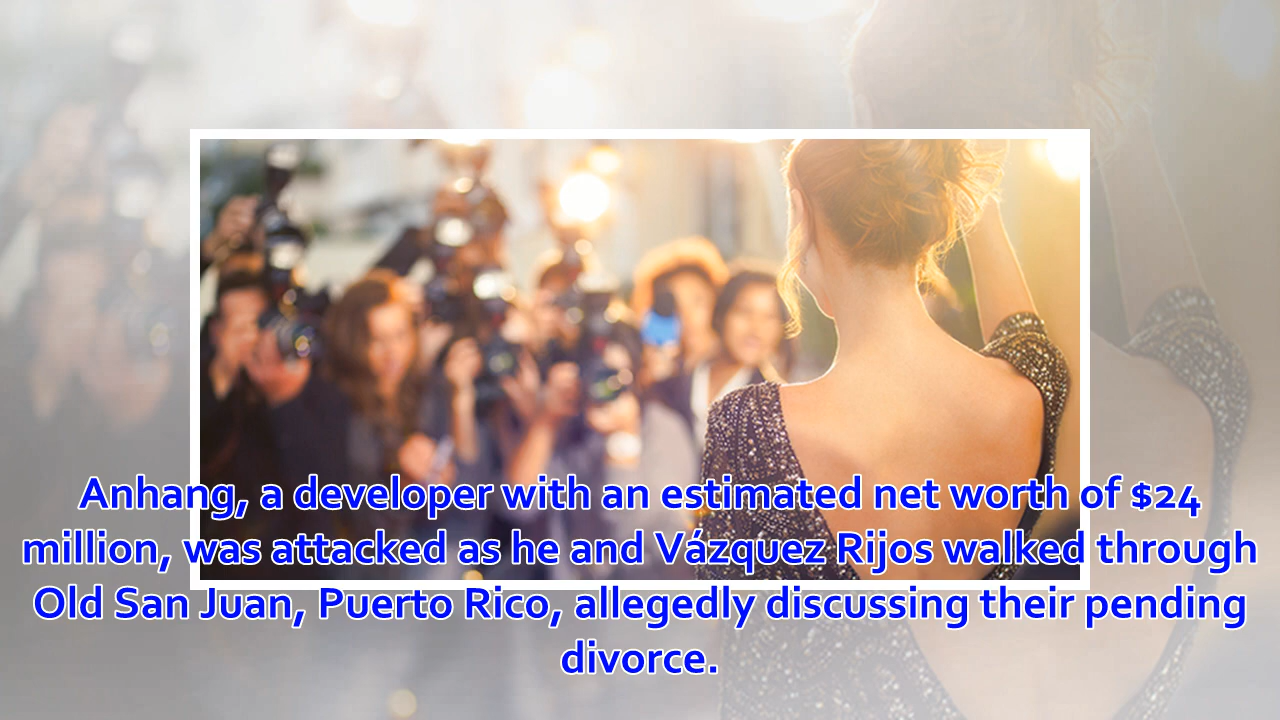 Anhang, a developer with an estimated net worth of $24
million, was attacked as he and Vázquez Rijos walked through
Old San Juan, Puerto Rico, allegedly discussing their pending
divorce.